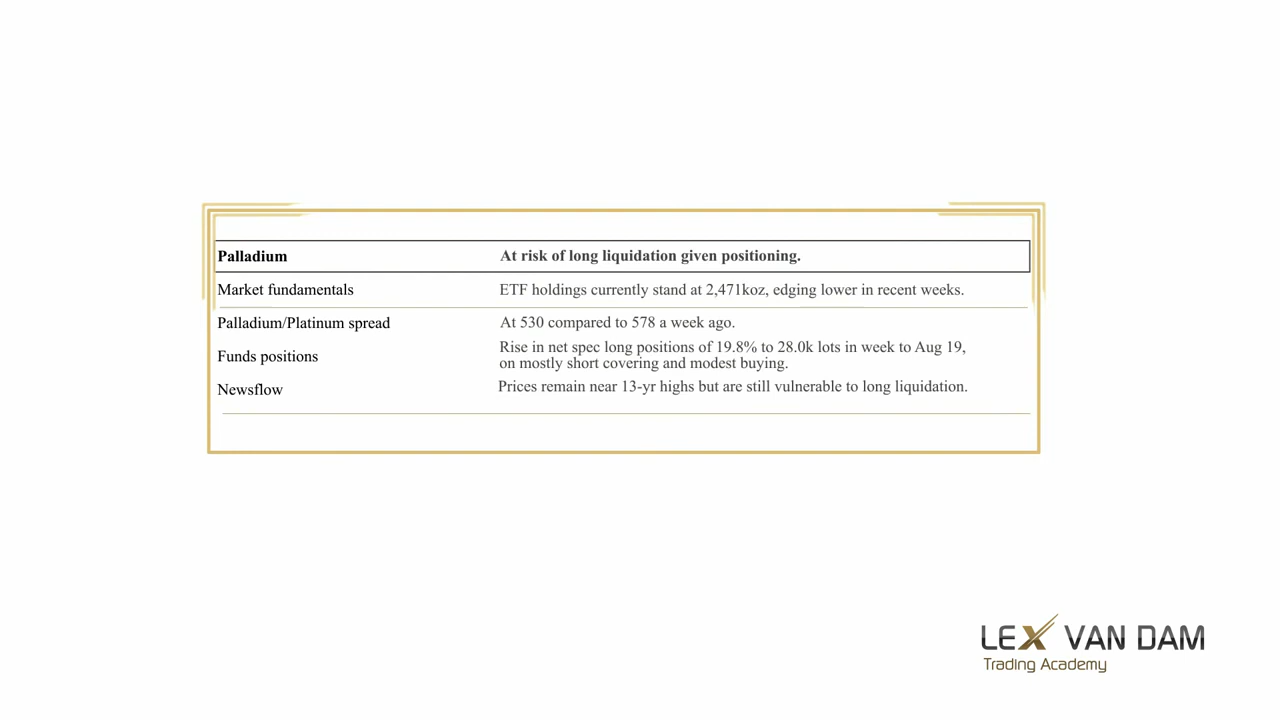 Palladium At risk of long liquidation given positioning.
Market fundamentals ETF holdings currently stand at 2,471koz, edging lower in recent weeks.
Palladium/Platinum spread At 530 compared to 578 a week ago.
Funds positions Rise in net spec long positions of 19.8% to 28.0k lots in week to Aug 19,
on mostly short covering and modest buying.
Newsflow Prices remain near 13-yr highs but are still vulnerable to long liquidation.
LEX VAN DAM
Trading Academy